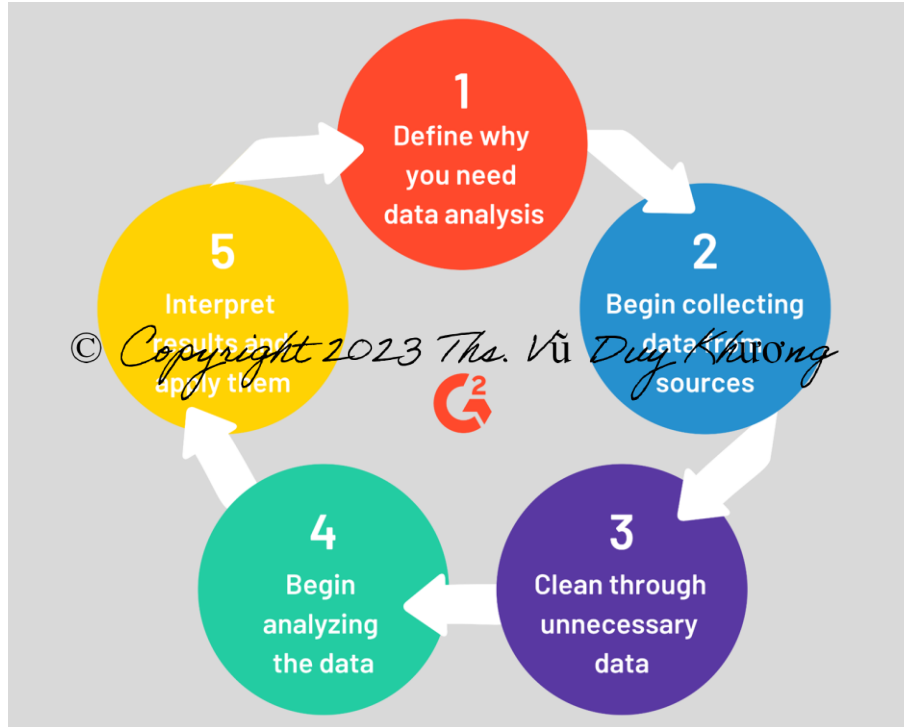 1
Define why
you need
data analysis
2
Begin collecting
data from
sources
3
Clean through
unnecessary
data
4
Begin
analyzing
the data
5
Interpret
results and
apply them
© Copyright 2023 Ths. Vũ Duy Khương
G2